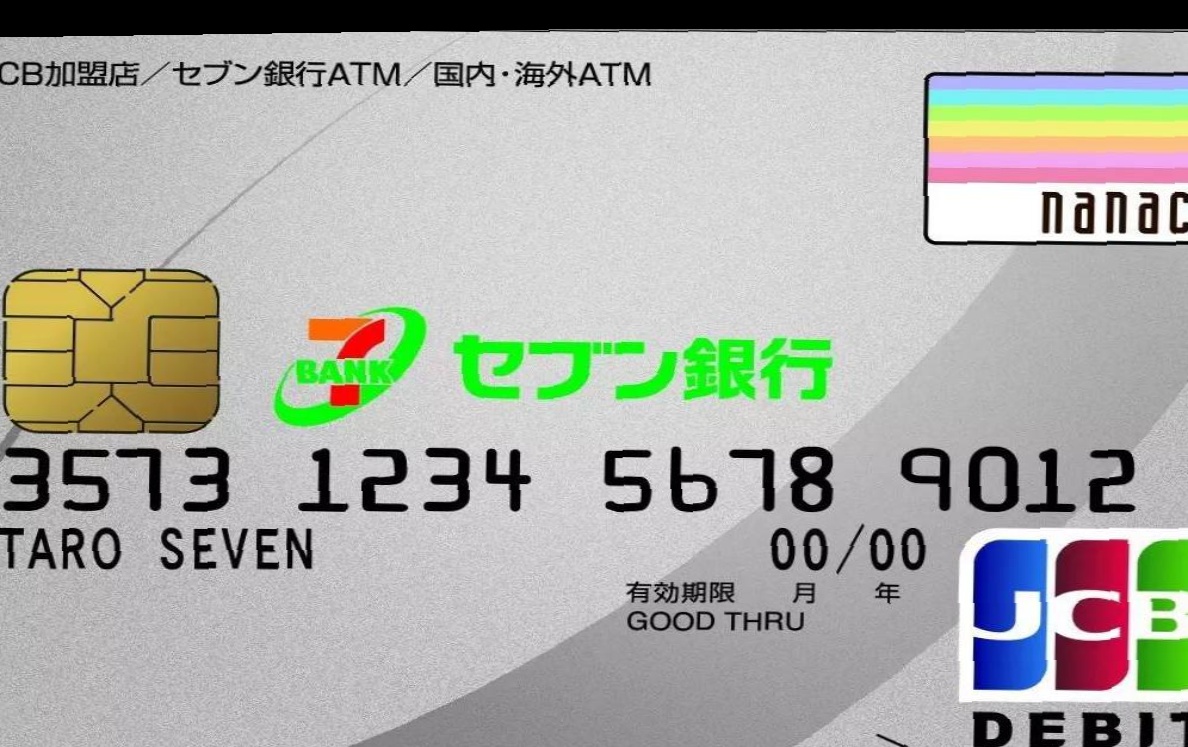 CB加盟店／セブン銀行ATM／国内・海外ATM
nanac
7 BANK セブン銀行
3573 1234 5678 9012
TARO SEVEN 00/00
有効期限 月 年
GOOD THRU
JCB
DEBIT